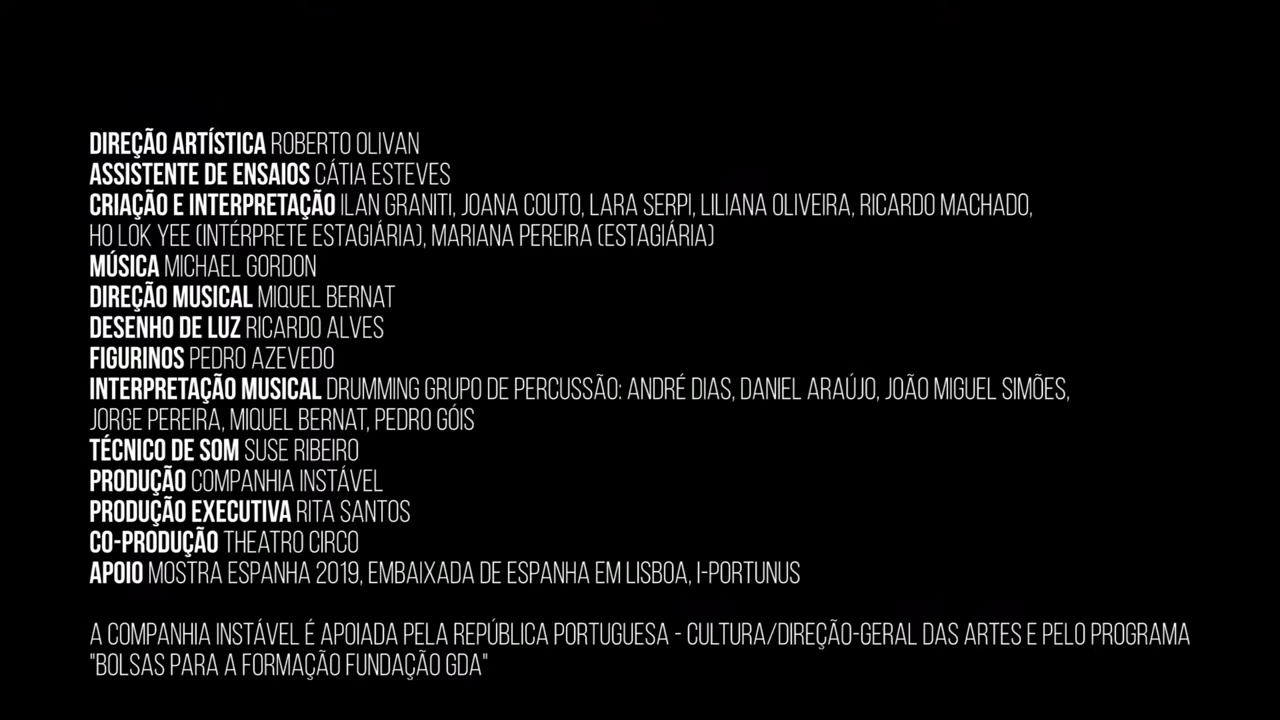 DIREÇÃO ARTÍSTICA ROBERTO OLIVAN
ASSISTENTE DE ENSAIOS CÁTIA ESTEVES
CRIAÇÃO E INTERPRETAÇÃO ILAN GRANITI, JOANA COUTO, LARA SERPI, LILIANA OLIVEIRA, RICARDO MACHADO,
HO LOK YEE (INTÉRPRETE ESTAGIÁRIA), MARIANA PEREIRA (ESTAGIÁRIA)
MÚSICA MICHAEL GORDON
DIREÇÃO MUSICAL MIQUEL BERNAT
DESENHO DE LUZ RICARDO ALVES
FIGURINOS PEDRO AZEVEDO
INTERPRETAÇÃO MUSICAL DRUMMING GRUPO DE PERCUSSÃO: ANDRÉ DIAS, DANIEL ARAÚJO, JOÃO MIGUEL SIMÕES,
JORGE PEREIRA, MIQUEL BERNAT, PEDRO GÓIS
TÉCNICO DE SOM SUSE RIBEIRO
PRODUÇÃO COMPANHIA INSTÁVEL
PRODUÇÃO EXECUTIVA RITA SANTOS
CO-PRODUÇÃO THEATRO CIRCO
APOIO MOSTRA ESPANHA 2019, EMBAIXADA DE ESPANHA EM LISBOA, I-PORTUNUS
A COMPANHIA INSTÁVEL É APOIADA PELA REPÚBLICA PORTUGUESA - CULTURA/DIREÇÃO-GERAL DAS ARTES E PELO PROGRAMA
"BOLSAS PARA A FORMAÇÃO FUNDAÇÃO GDA"